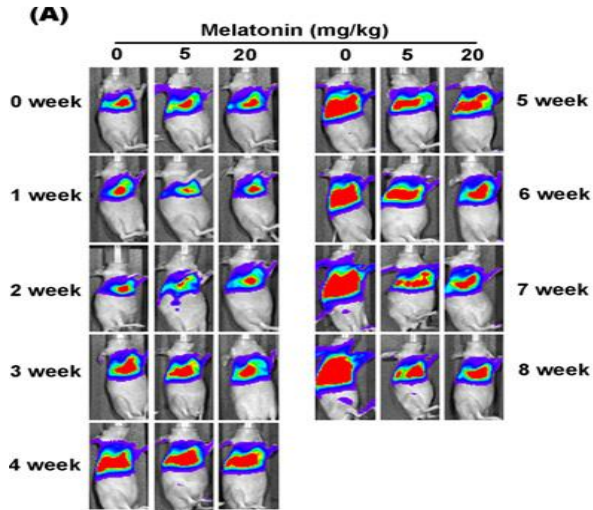 (A)
Melatonin (mg/kg)
0 5 20 0 5 20
0 week
1 week
2 week
3 week
4 week
5 week
6 week
7 week
8 week